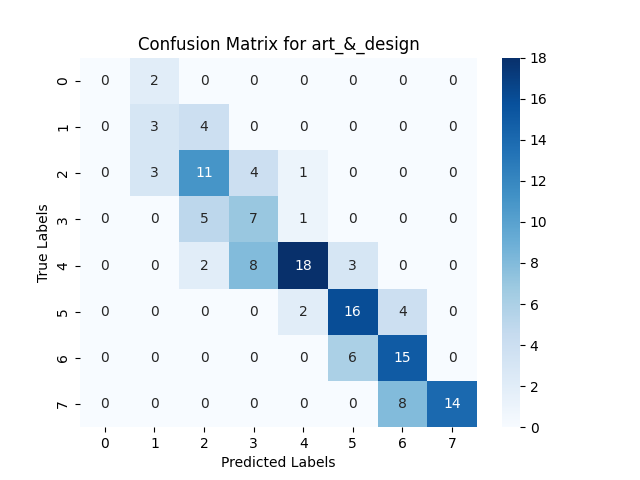 Confusion Matrix for art_&_design
0 0 2 0 0 0 0 0 0
1 0 3 4 0 0 0 0 0
2 0 3 11 4 1 0 0 0
3 0 0 5 7 1 0 0 0
4 0 0 2 8 18 3 0 0
5 0 0 0 0 2 16 4 0
6 0 0 0 0 0 6 15 0
7 0 0 0 0 0 0 8 14
0 1 2 3 4 5 6 7
Predicted Labels
True Labels
18
16
14
12
10
8
6
4
2
0